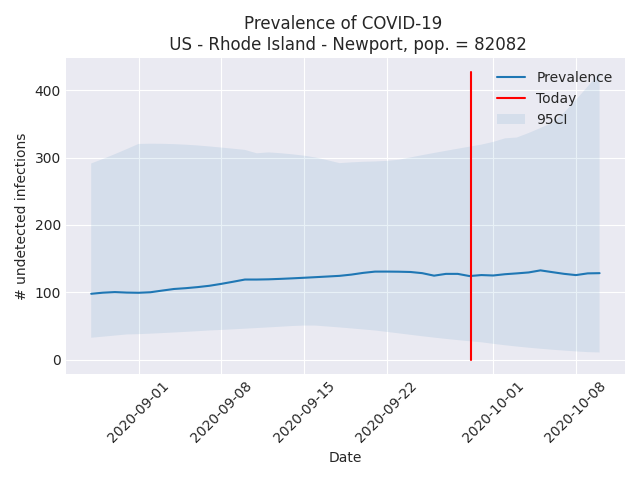 Prevalence of COVID-19
US - Rhode Island - Newport, pop. = 82082
Prevalence
Today
95CI
# undetected infections
400
300
200
100
0
2020-09-01
2020-09-08
2020-09-15
2020-09-22
2020-10-01
2020-10-08
Date